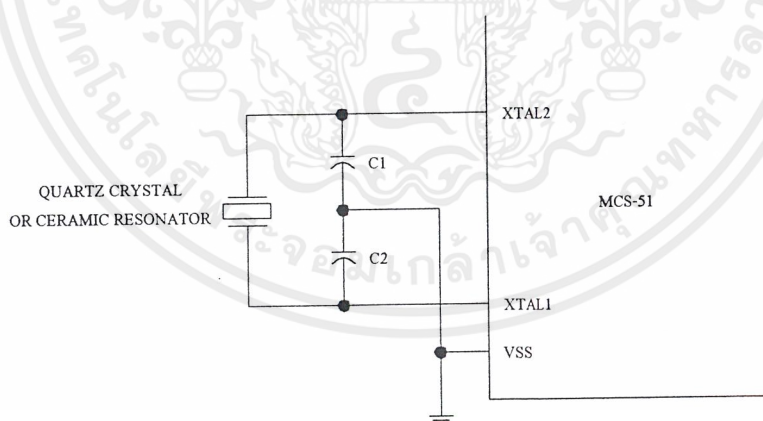 XTAL2
C1
QUARTZ CRYSTAL
OR CERAMIC RESONATOR
MCS-51
C2
XTAL1
VSS